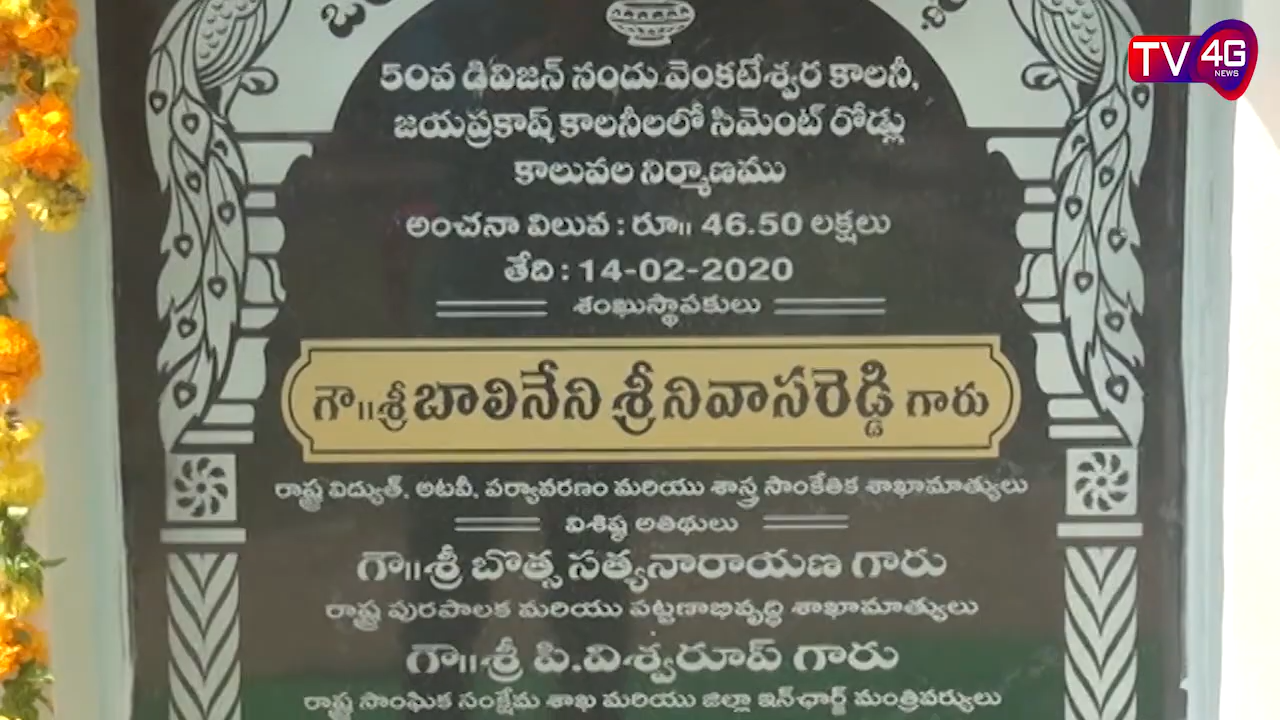 TV 4G NEWS
50వ డివిజన్ నందు వెంకటేశ్వర కాలనీ,
జయప్రకాష్ కాలనీలలో సిమెంట్ రోడ్లు
కాలువల నిర్మాణము
అంచనా విలువ : రూ॥ 46.50 లక్షలు
తేది : 14-02-2020
శంఖుస్థాపకులు
గౌ॥శ్రీ బాలినేని శ్రీనివాసరెడ్డి గారు
రాష్ట్ర విద్యుత్, అటవీ, పర్యావరణం మరియు శాస్త్ర సాంకేతిక శాఖామాత్యులు
విశిష్ట అతిథులు
గౌ॥శ్రీ బొత్స సత్యనారాయణ గారు
రాష్ట్ర పురపాలక మరియు పట్టణాభివృద్ధి శాఖామాత్యులు
గౌ॥శ్రీ పి.విశ్వరూప్ గారు
రాష్ట్ర సాంఘిక సంక్షేమ శాఖ మరియు జిల్లా ఇన్‌ఛార్జ్ మంత్రివర్యులు